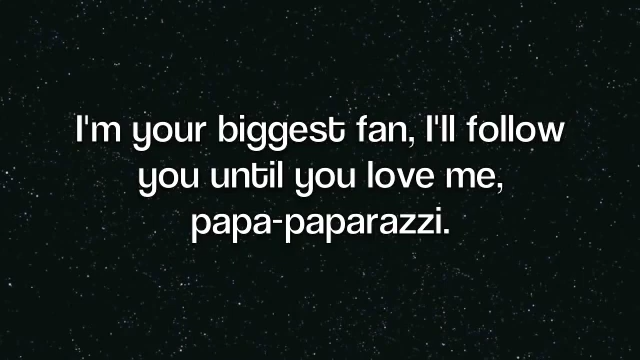 I'm your biggest fan, I'll follow
you until you love me,
papa-paparazzi.